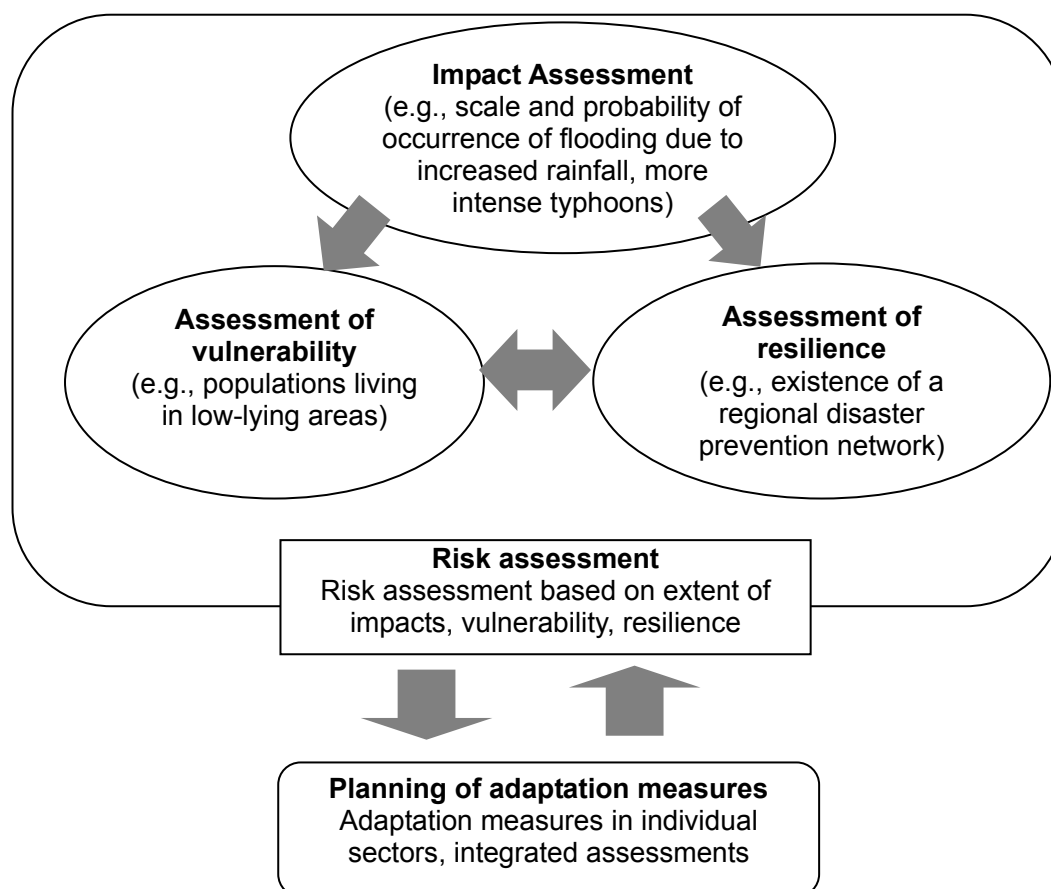 Impact Assessment
(e.g., scale and probability of
occurrence of flooding due to
increased rainfall, more
intense typhoons)
Assessment of
vulnerability
(e.g., populations living
in low-lying areas)
Assessment of
resilience
(e.g., existence of a
regional disaster
prevention network)
Risk assessment
Risk assessment based on extent of
impacts, vulnerability, resilience
Planning of adaptation measures
Adaptation measures in individual
sectors, integrated assessments